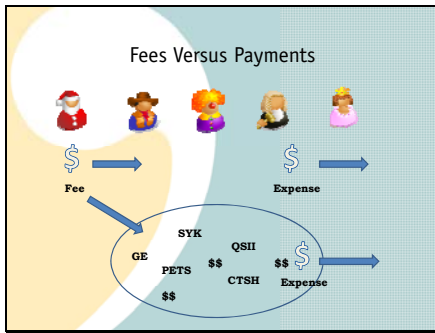 Fees Versus Payments
$
$
Fee
Expense
SYK
QSII
GE
$
PETS
$$
$$
CTSH
Expense
$$